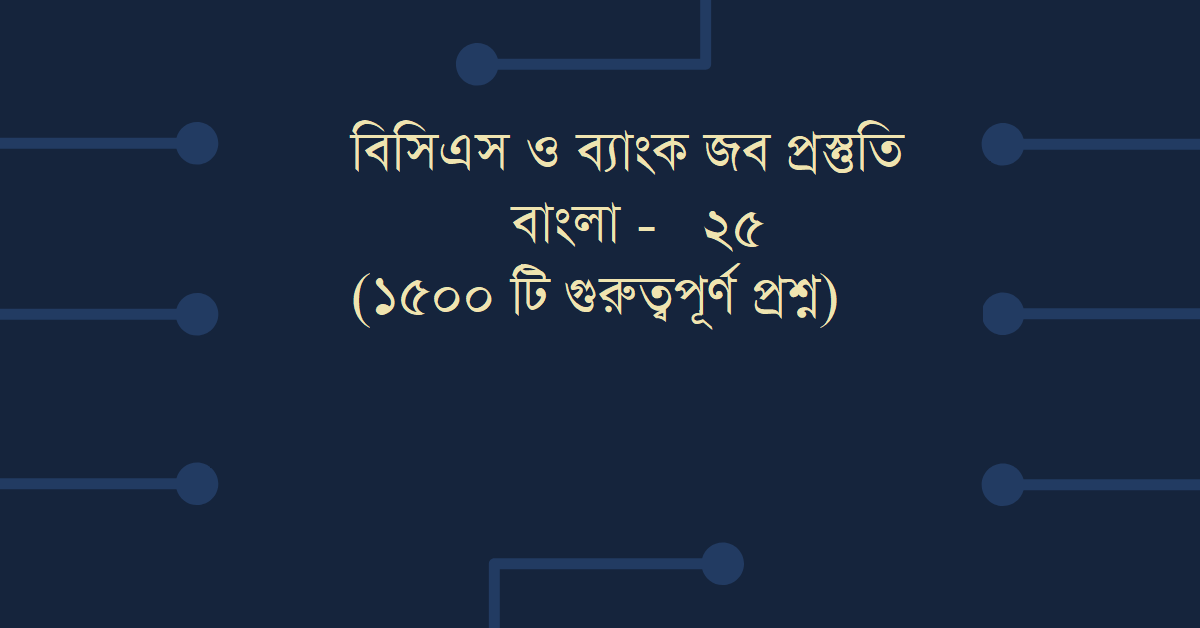 বিসিএস ও ব্যাংক জব প্রস্তুতি
বাংলা - ২৫
(১৫০০ টি গুরুত্বপূর্ণ প্রশ্ন)